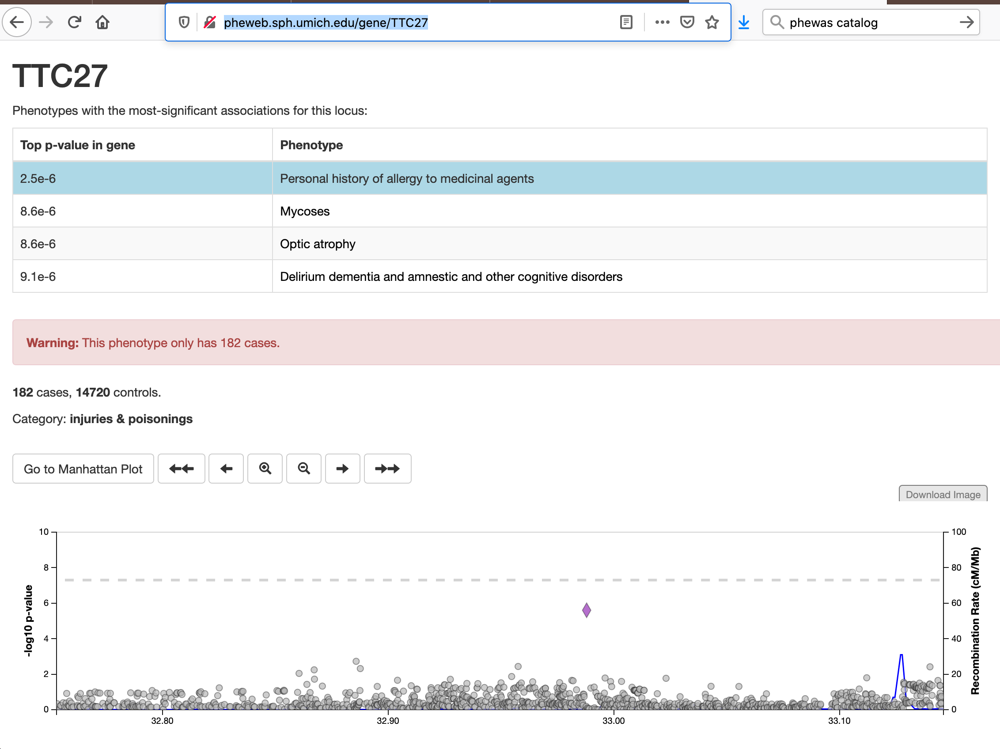 pheweb.sph.umich.edu/gene/TTC27
phewas catalog
TTC27
Phenotypes with the most-significant associations for this locus:
Top p-value in gene Phenotype
2.5e-6 Personal history of allergy to medicinal agents
8.6e-6 Mycoses
8.6e-6 Optic atrophy
9.1e-6 Delirium dementia and amnestic and other cognitive disorders
Warning: This phenotype only has 182 cases.
182 cases, 14720 controls.
Category: injuries & poisonings
Go to Manhattan Plot
Download Image
10 100
8 80
6 60
4 40
2 20
0 0
-log10 p-value
Recombination Rate (cM/Mb)
32.80 32.90 33.00 33.10